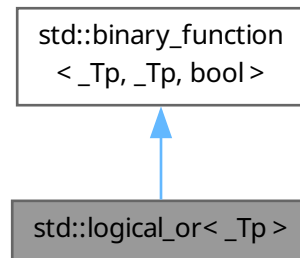 std::binary_function
< _Tp, _Tp, bool >
std::logical_or< _Tp >